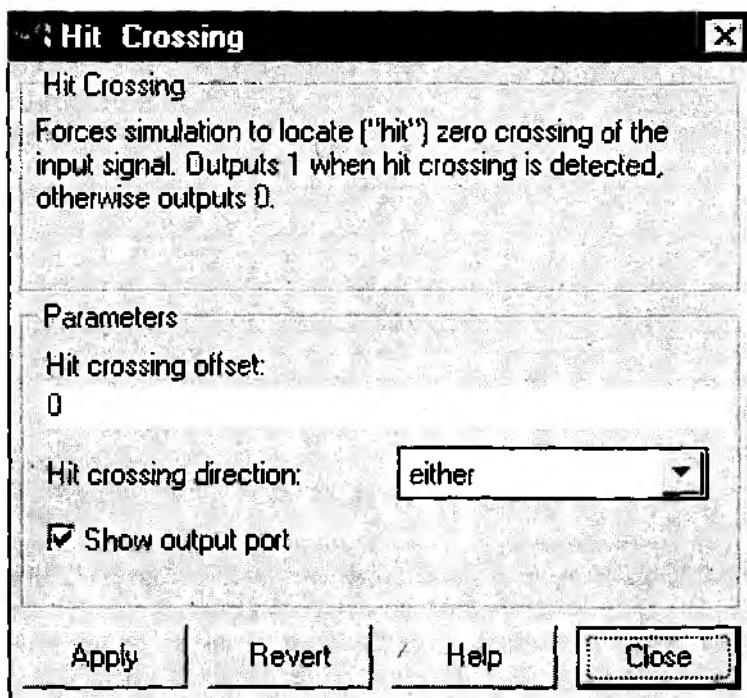 Hit Crossing
Hit Crossing
Forces simulation to locate ("hit") zero crossing of the
input signal. Outputs 1 when hit crossing is detected,
otherwise outputs 0.
Parameters
Hit crossing offset:
0
Hit crossing direction:
either
Show output port
Apply
Revert
Help
Close